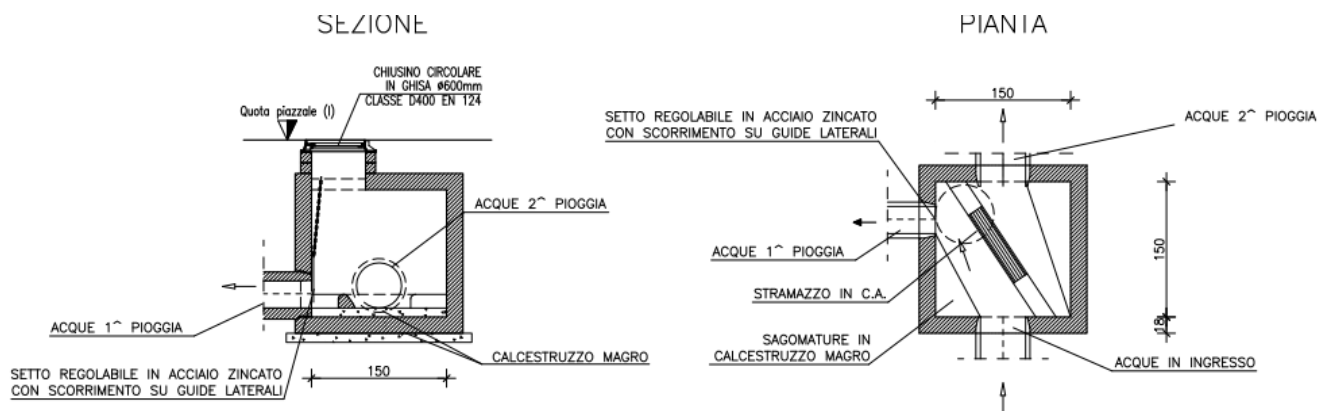 SEZIONE
PIANTA
CHIUSINO CIRCOLARE
IN GHISA ø600mm
CLASSE D400 EN 124
Quota piazzale (I)
ACQUE 2^ PIOGGIA
ACQUE 1^ PIOGGIA
CALCESTRUZZO MAGRO
SETTO REGOLABILE IN ACCIAIO ZINCATO
CON SCORRIMENTO SU GUIDE LATERALI
150
150
ACQUE 2^ PIOGGIA
SETTO REGOLABILE IN ACCIAIO ZINCATO
CON SCORRIMENTO SU GUIDE LATERALI
ACQUE 1^ PIOGGIA
STRAMAZZO IN C.A.
150
18
SAGOMATURE IN
CALCESTRUZZO MAGRO
ACQUE IN INGRESSO